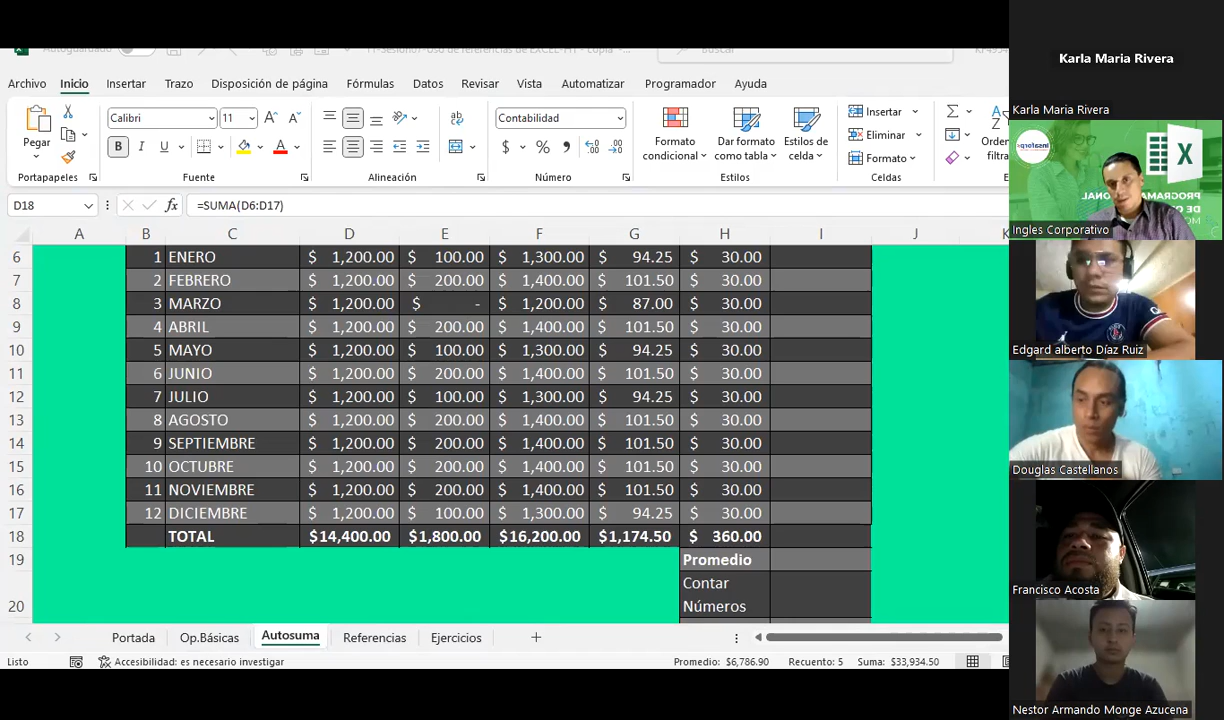 Autoguardado
11-Sesión01-Uso de referencias de EXCEL-H1 - copia -...
Buscar
Archivo Inicio Insertar Trazo Disposición de página Fórmulas Datos Revisar Vista Automatizar Programador Ayuda
Pegar
Calibri 11
Contabilidad
Formato condicional
Dar formato como tabla
Estilos de celda
Insertar
Eliminar
Formato
Portapapeles Fuente Alineación Número Estilos Celdas
D18 fx =SUMA(D6:D17)
A B C D E F G H I J K
6 1 ENERO $ 1,200.00 $ 100.00 $ 1,300.00 $ 94.25 $ 30.00
7 2 FEBRERO $ 1,200.00 $ 200.00 $ 1,400.00 $ 101.50 $ 30.00
8 3 MARZO $ 1,200.00 $ - $ 1,200.00 $ 87.00 $ 30.00
9 4 ABRIL $ 1,200.00 $ 200.00 $ 1,400.00 $ 101.50 $ 30.00
10 5 MAYO $ 1,200.00 $ 100.00 $ 1,300.00 $ 94.25 $ 30.00
11 6 JUNIO $ 1,200.00 $ 200.00 $ 1,400.00 $ 101.50 $ 30.00
12 7 JULIO $ 1,200.00 $ 100.00 $ 1,300.00 $ 94.25 $ 30.00
13 8 AGOSTO $ 1,200.00 $ 200.00 $ 1,400.00 $ 101.50 $ 30.00
14 9 SEPTIEMBRE $ 1,200.00 $ 200.00 $ 1,400.00 $ 101.50 $ 30.00
15 10 OCTUBRE $ 1,200.00 $ 200.00 $ 1,400.00 $ 101.50 $ 30.00
16 11 NOVIEMBRE $ 1,200.00 $ 200.00 $ 1,400.00 $ 101.50 $ 30.00
17 12 DICIEMBRE $ 1,200.00 $ 100.00 $ 1,300.00 $ 94.25 $ 30.00
18 TOTAL $14,400.00 $1,800.00 $16,200.00 $1,174.50 $ 360.00
19 Promedio
Contar
20 Números
Portada Op.Básicas Autosuma Referencias Ejercicios
Listo Accesibilidad: es necesario investigar Promedio: $6,786.90 Recuento: 5 Suma: $33,934.50
Karla Maria Rivera
Karla Maria Rivera
Ingles Corporativo
Edgard alberto Díaz Ruiz
Douglas Castellanos
Francisco Acosta
Nestor Armando Monge Azucena